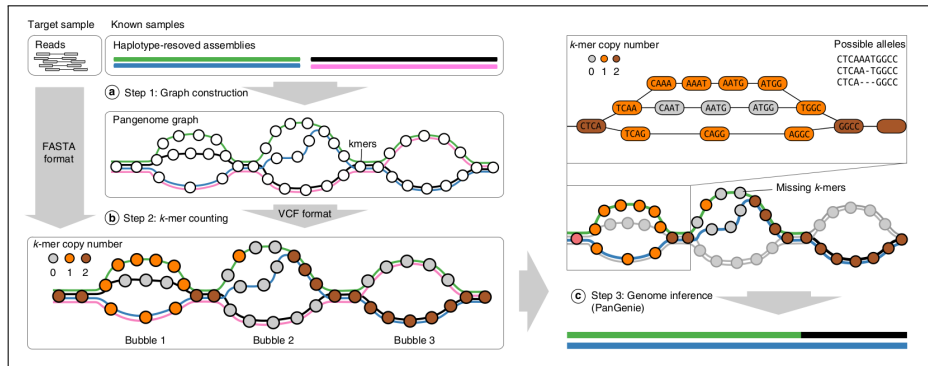 Target sample
Known samples
Reads
Haplotype-resoved assemblies
a Step 1: Graph construction
Pangenome graph
kmers
FASTA
format
b Step 2: k-mer counting
VCF format
k-mer copy number
0 1 2
Bubble 1
Bubble 2
Bubble 3
k-mer copy number
0 1 2
Possible alleles
CTCAAATGGCC
CTCAA-TGGCC
CTCA---GGCC
CAAA AAAT AATG ATGG
TCAA CAAT AATG ATGG TGGC
CTCA TCAG CAGG AGGC GGCC
Missing k-mers
c Step 3: Genome inference
(PanGenie)